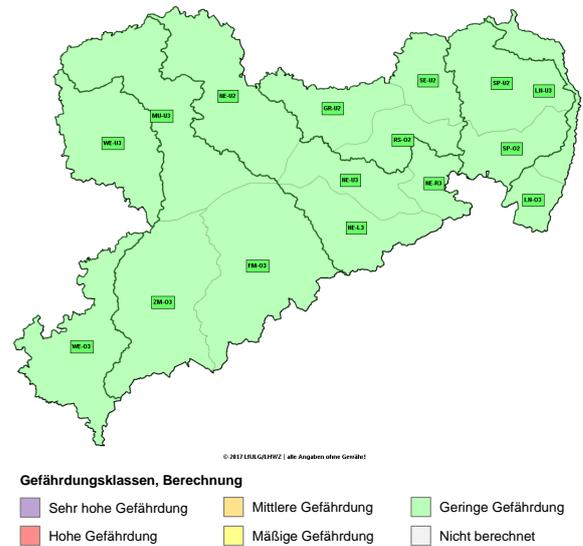 SE-U2
SP-U2
LN-U3
NE-U2
GR-U2
MU-U3
WE-U3
RS-O2
SP-O2
NE-U3
NE-R3
LN-O3
NE-L3
FM-O3
ZM-O3
WE-O3
© 2017 LfULG/LHWZ | alle Angaben ohne Gewähr!
Gefährdungsklassen, Berechnung
Sehr hohe Gefährdung
Mittlere Gefährdung
Geringe Gefährdung
Hohe Gefährdung
Mäßige Gefährdung
Nicht berechnet